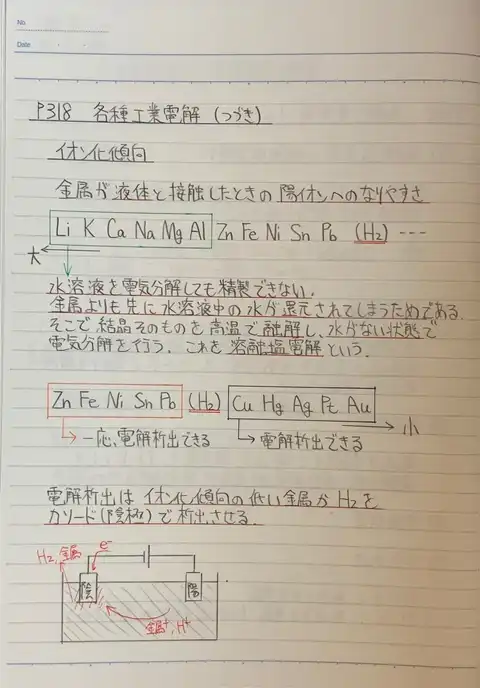 No.
Date
P318 各種工業電解 (つづき)
イオン化傾向
金属が液体と接触したときの陽イオンへのなりやすさ
Li K Ca Na Mg Al Zn Fe Ni Sn Pb (H₂) ---
大
水溶液を電気分解しても精製できない.
金属よりも先に水溶液中の水が還元されてしまうためである.
そこで結晶そのものを高温で融解し、水がない状態で
電気分解を行う. これを溶融塩電解という.
Zn Fe Ni Sn Pb (H₂) Cu Hg Ag Pt Au
小
一応、電解析出できる
電解析出できる
電解析出はイオン化傾向の低い金属かH₂を
カソード(陰極)で析出させる.
H₂, 金属
e⁻
陰
陽
金属⁺, H⁺